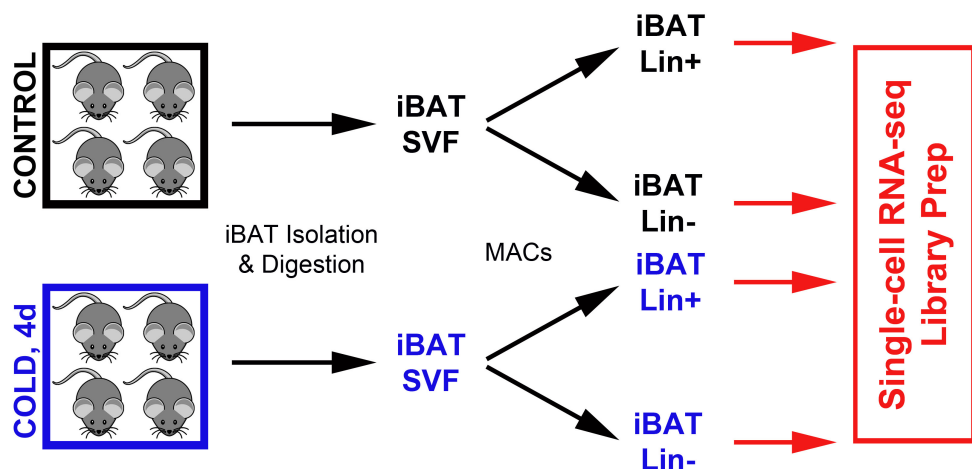 CONTROL
iBAT
SVF
iBAT
Lin+
iBAT
Lin-
iBAT Isolation
& Digestion
MACs
COLD, 4d
iBAT
SVF
iBAT
Lin+
iBAT
Lin-
Single-cell RNA-seq
Library Prep